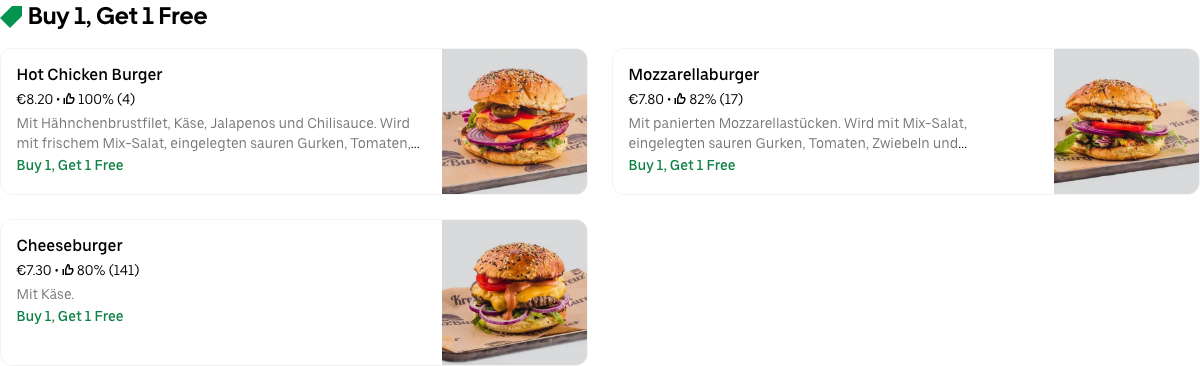 Buy 1, Get 1 Free
Hot Chicken Burger
€8.20 • 100% (4)
Mit Hähnchenbrustfilet, Käse, Jalapenos und Chilisauce. Wird
mit frischem Mix-Salat, eingelegten sauren Gurken, Tomaten,...
Buy 1, Get 1 Free
Mozzarellaburger
€7.80 • 82% (17)
Mit panierten Mozzarellastücken. Wird mit Mix-Salat,
eingelegten sauren Gurken, Tomaten, Zwiebeln und...
Buy 1, Get 1 Free
Cheeseburger
€7.30 • 80% (141)
Mit Käse.
Buy 1, Get 1 Free